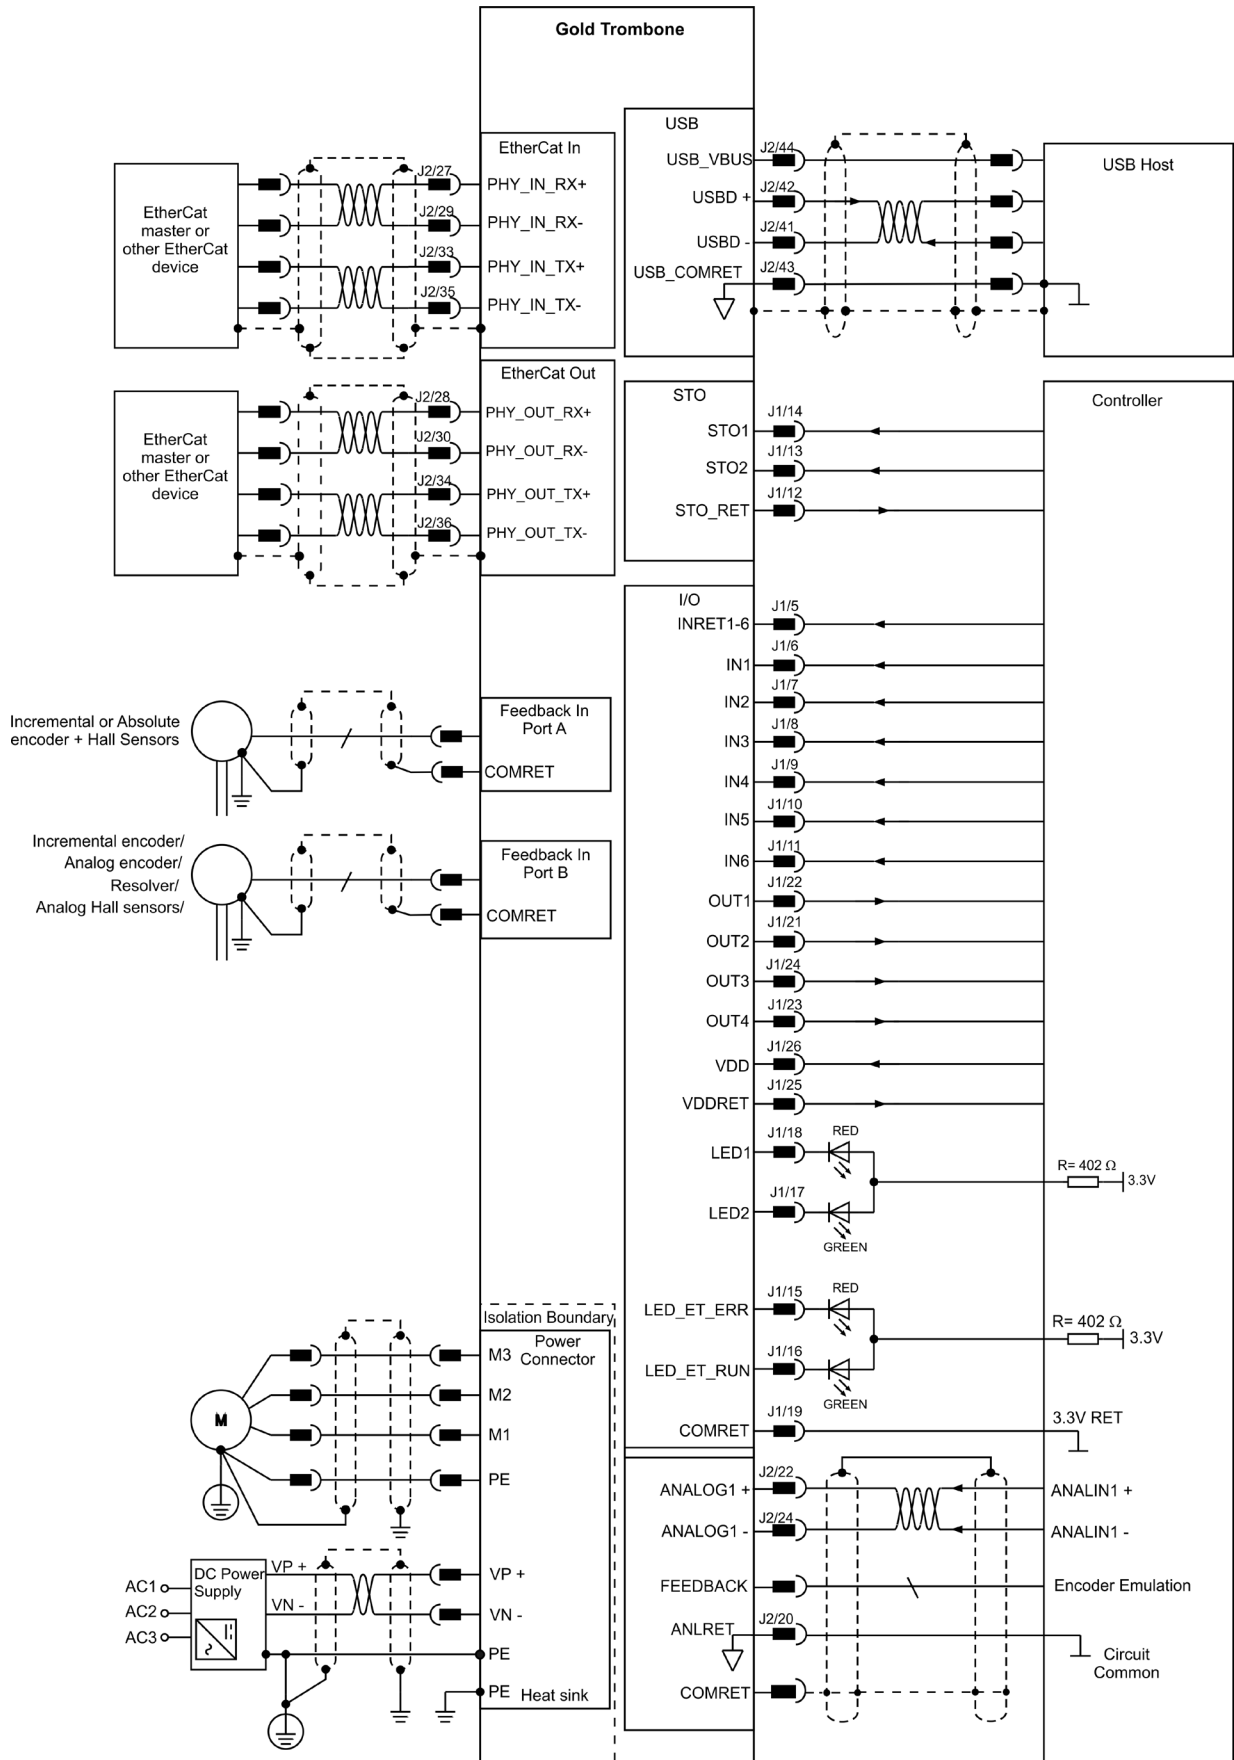 Gold Trombone
EtherCat
master or
other EtherCat
device
J2/27
J2/29
J2/33
J2/35
EtherCat In
PHY_IN_RX+
PHY_IN_RX-
PHY_IN_TX+
PHY_IN_TX-
EtherCat
master or
other EtherCat
device
J2/28
J2/30
J2/34
J2/36
EtherCat Out
PHY_OUT_RX+
PHY_OUT_RX-
PHY_OUT_TX+
PHY_OUT_TX-
Incremental or Absolute
encoder + Hall Sensors
Feedback In
Port A
COMRET
Incremental encoder/
Analog encoder/
Resolver/
Analog Hall sensors/
Feedback In
Port B
COMRET
Isolation Boundary
Power
Connector
M3
M2
M1
PE
M
AC1
AC2
AC3
DC Power
Supply
VP +
VN -
VP +
VN -
PE
PE
Heat sink
USB
USB_VBUS
USBD +
USBD -
USB_COMRET
J2/44
J2/42
J2/41
J2/43
USB Host
STO
STO1
STO2
STO_RET
J1/14
J1/13
J1/12
Controller
I/O
INRET1-6
J1/5
IN1
J1/6
IN2
J1/7
IN3
J1/8
IN4
J1/9
IN5
J1/10
IN6
J1/11
OUT1
J1/22
OUT2
J1/21
OUT3
J1/24
OUT4
J1/23
VDD
J1/26
VDDRET
J1/25
LED1
J1/18
RED
R= 402 Ω
3.3V
LED2
J1/17
GREEN
LED_ET_ERR
J1/15
RED
R= 402 Ω
3.3V
LED_ET_RUN
J1/16
GREEN
COMRET
J1/19
3.3V RET
ANALOG1 +
J2/22
ANALIN1 +
ANALOG1 -
J2/24
ANALIN1 -
FEEDBACK
Encoder Emulation
ANLRET
J2/20
Circuit
Common
COMRET